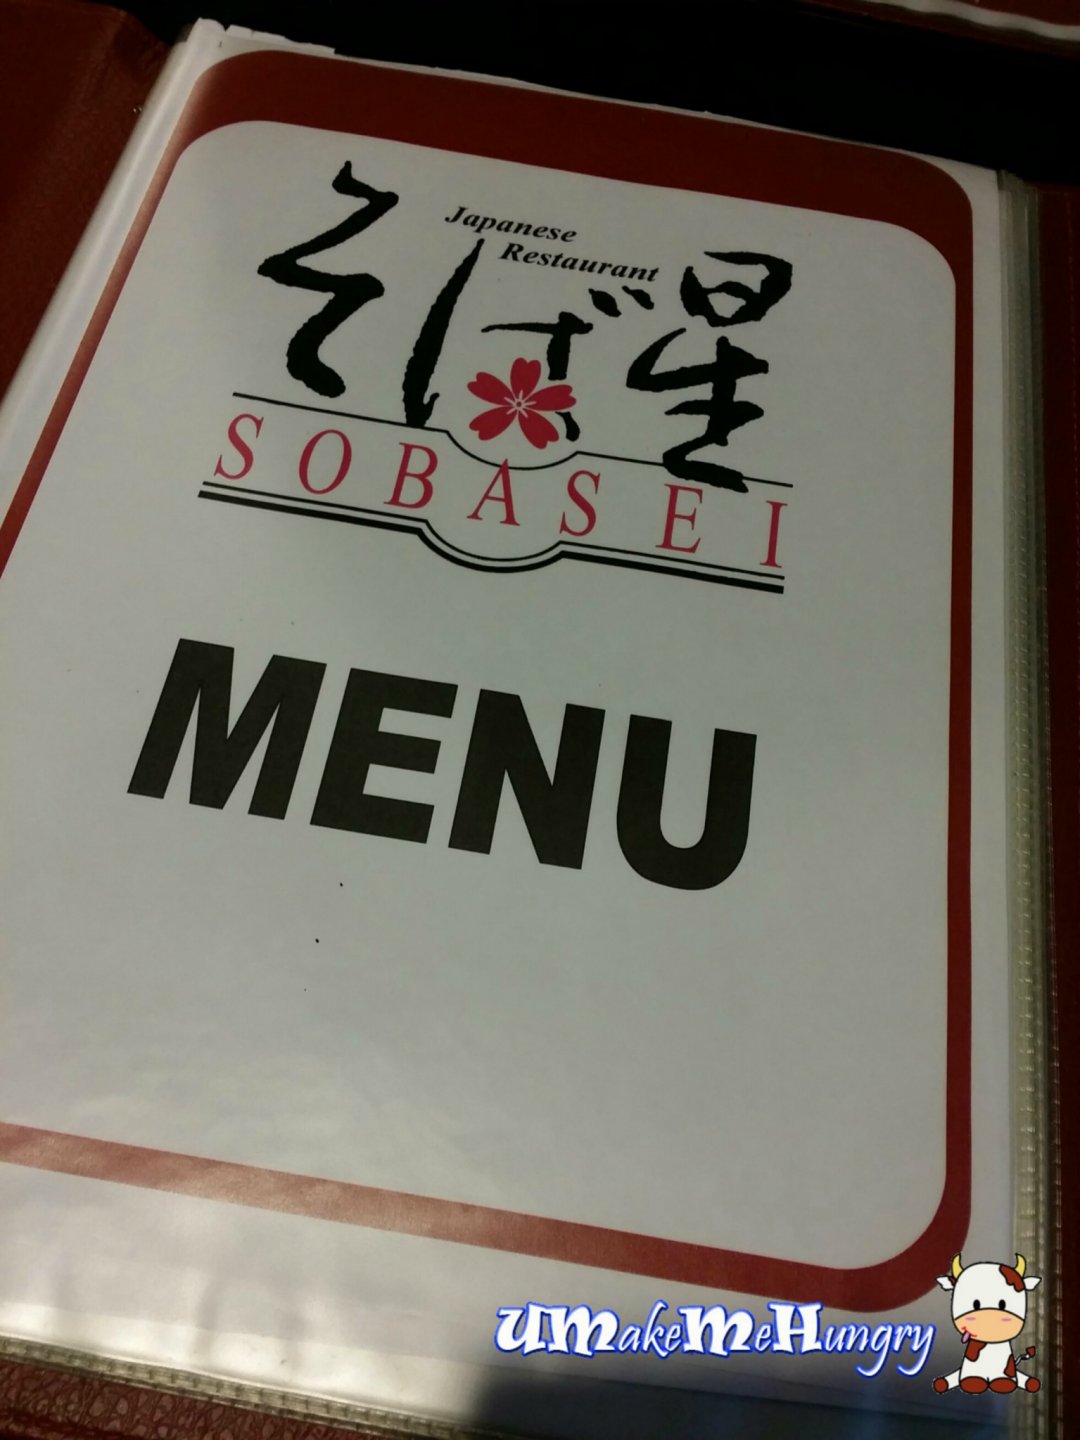 Japanese
Restaurant
そば星
SOBASEI
MENU
UMakeMeHungry